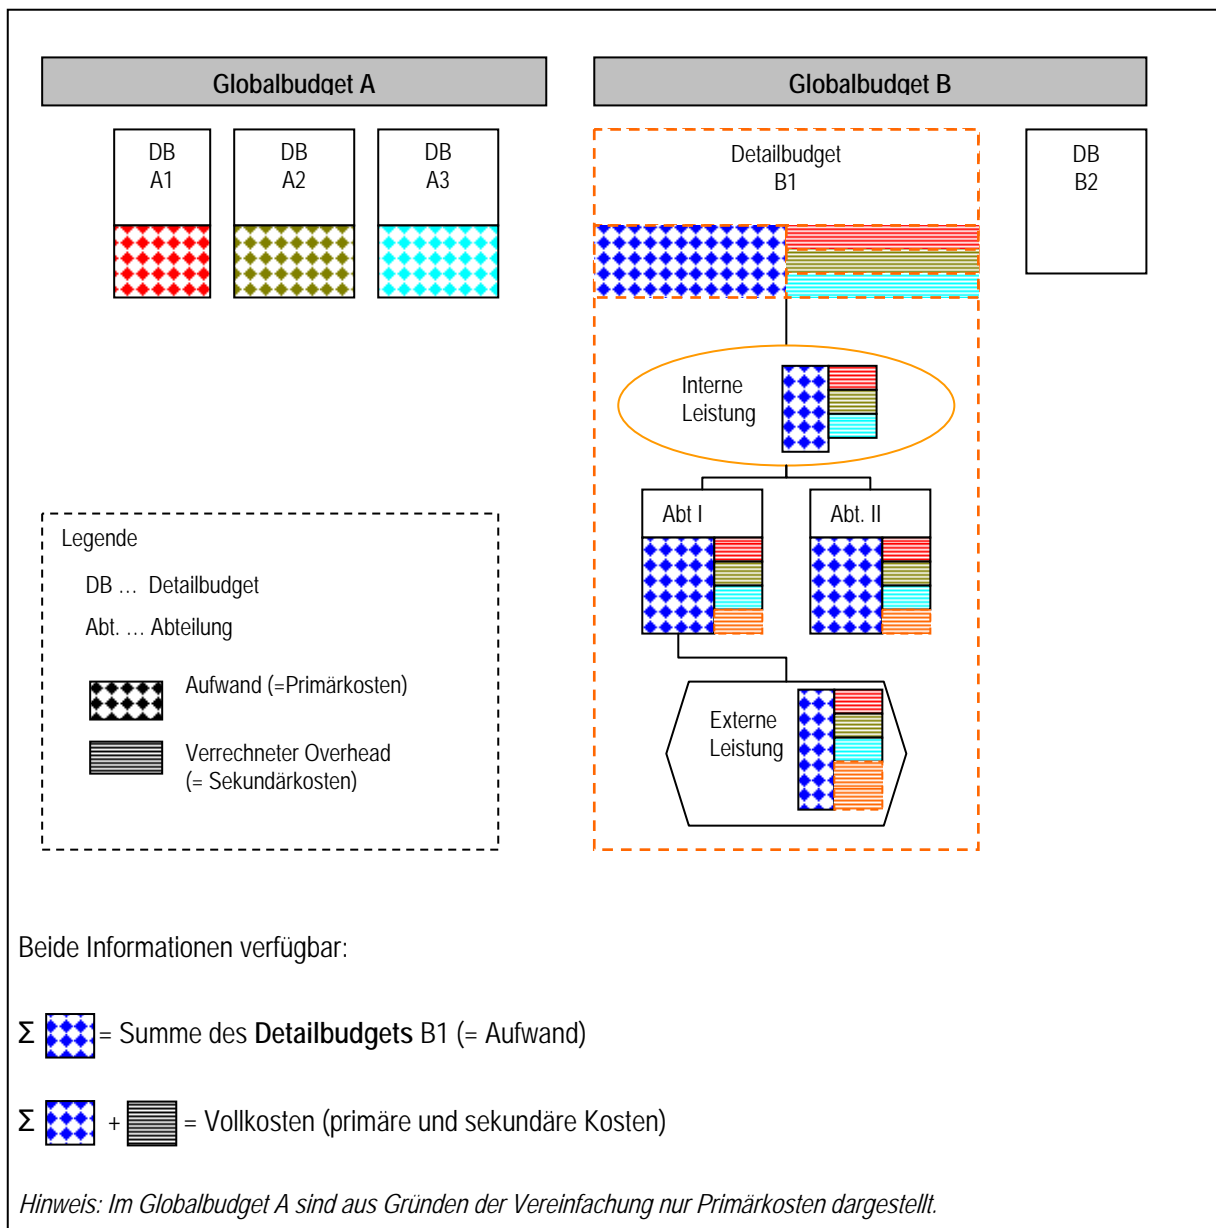 Globalbudget A
Globalbudget B
DB
A1
DB
A2
DB
A3
Detailbudget
B1
DB
B2
Interne
Leistung
Abt I
Abt. II
Externe
Leistung
Legende
DB ... Detailbudget
Abt. ... Abteilung
Aufwand (=Primärkosten)
Verrechneter Overhead
(= Sekundärkosten)
Beide Informationen verfügbar:
Σ = Summe des Detailbudgets B1 (= Aufwand)
Σ + = Vollkosten (primäre und sekundäre Kosten)
Hinweis: Im Globalbudget A sind aus Gründen der Vereinfachung nur Primärkosten dargestellt.